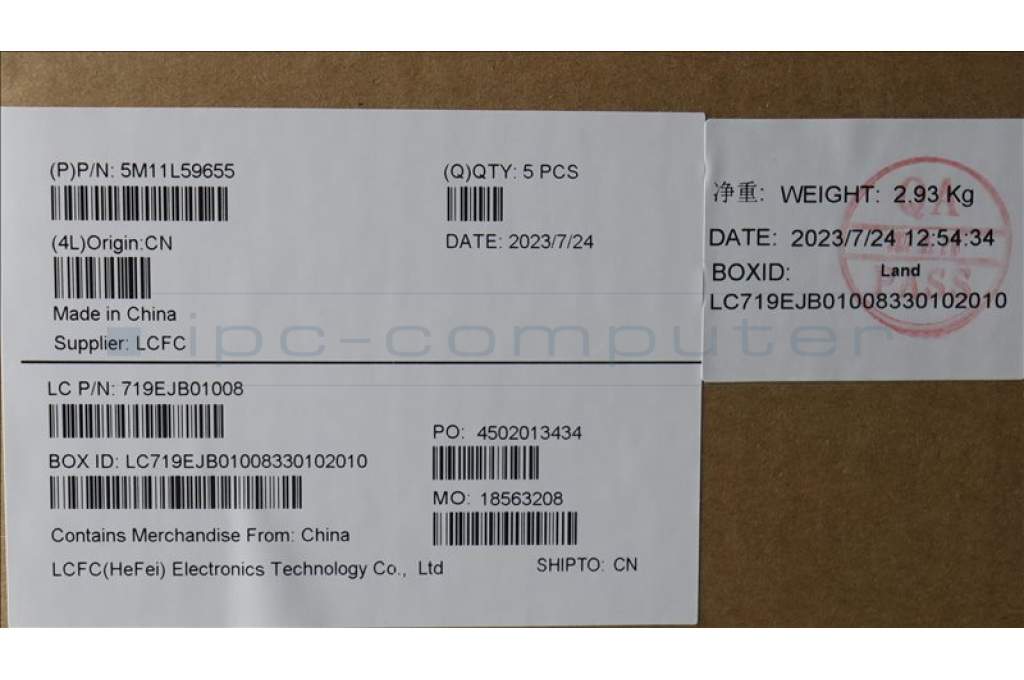 (P)P/N: 5M11L59655
(Q)QTY: 5 PCS
(4L)Origin:CN
DATE: 2023/7/24
Made in China
Supplier: LCFC
净重: WEIGHT: 2.93 Kg
DATE: 2023/7/24 12:54:34
BOXID: Land
LC719EJB01008330102010
QA
PASS
ipc-computer
LC P/N: 719EJB01008
PO: 4502013434
BOX ID: LC719EJB01008330102010
MO: 18563208
Contains Merchandise From: China
LCFC(HeFei) Electronics Technology Co., Ltd
SHIPTO: CN